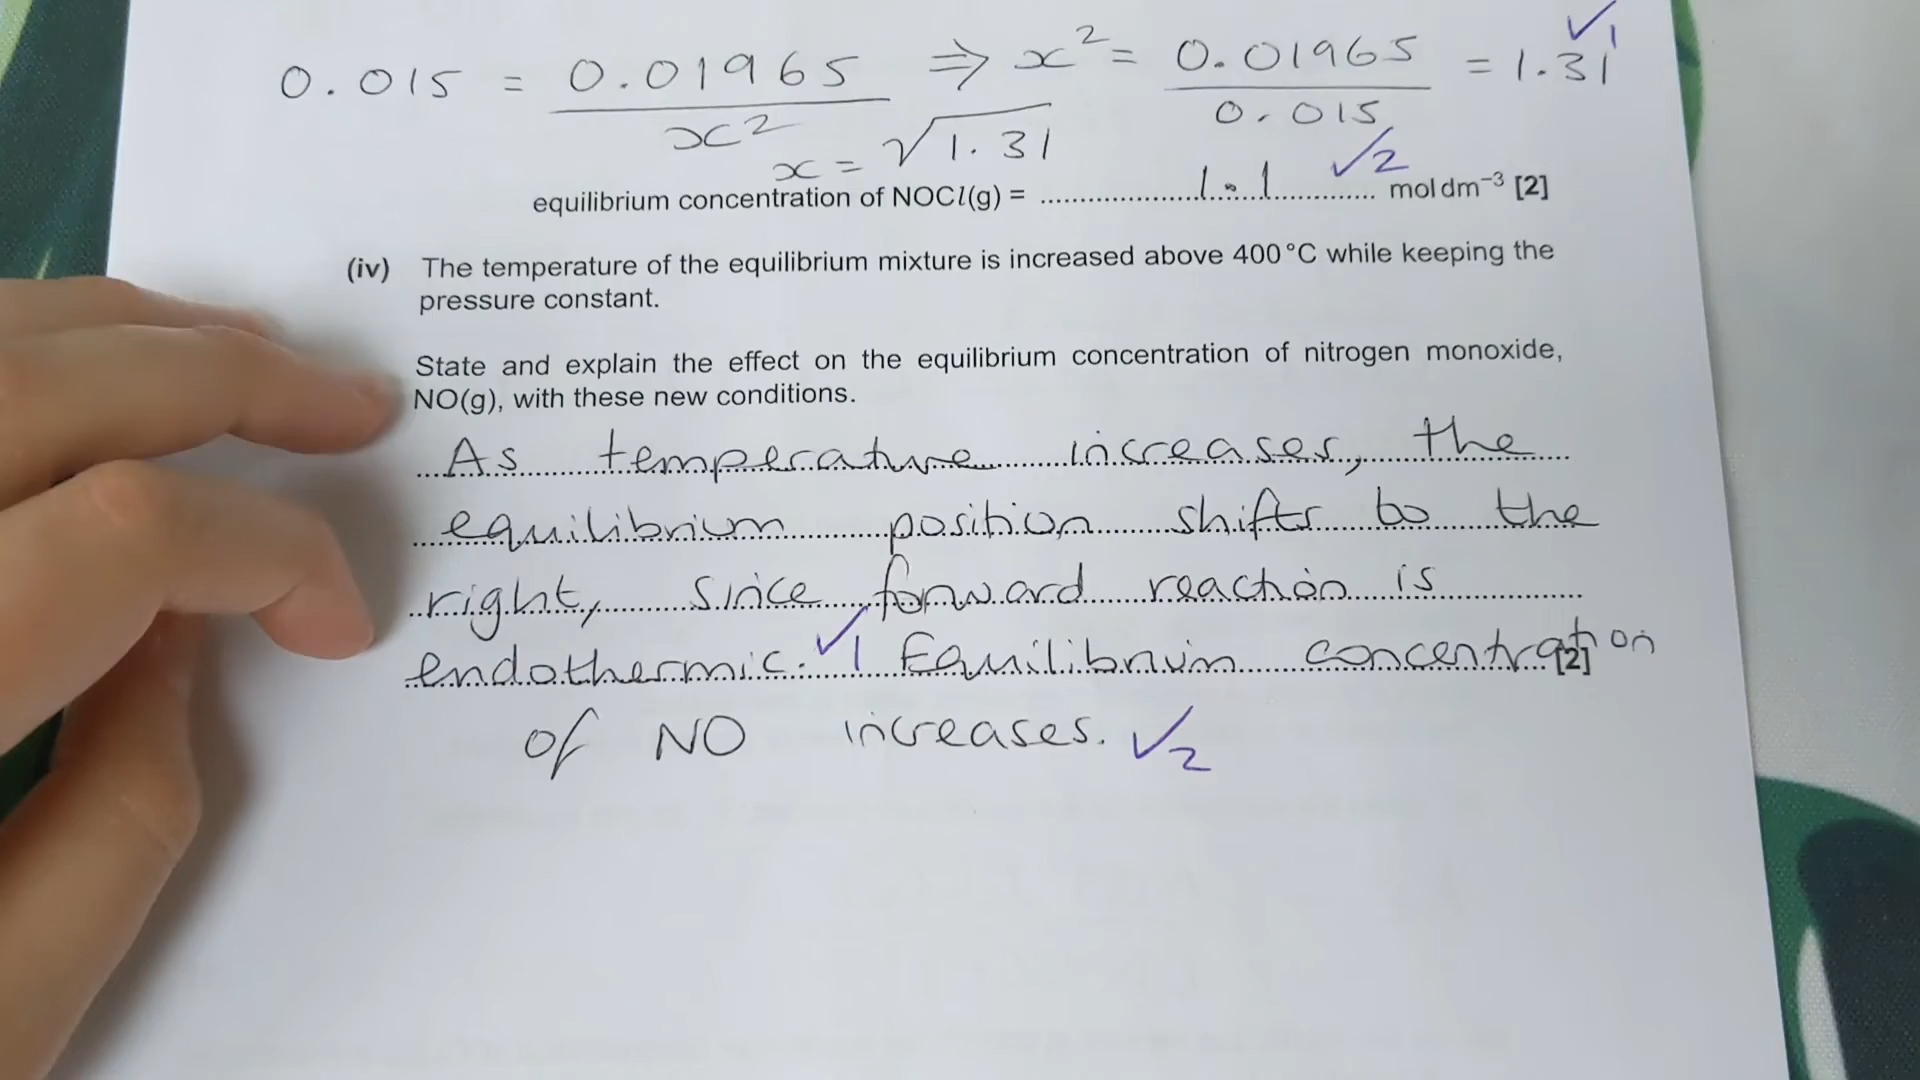 0.015 = 0.01965 / x² ⇒ x² = 0.01965 / 0.015 = 1.31 ✓1
x = √1.31
equilibrium concentration of NOCl(g) = .......... 1.1 .......... mol dm⁻³ [2] ✓2
(iv) The temperature of the equilibrium mixture is increased above 400 °C while keeping the
pressure constant.
State and explain the effect on the equilibrium concentration of nitrogen monoxide,
NO(g), with these new conditions.
As temperature increases, the
equilibrium position shifts to the
right, since forward reaction is
endothermic. ✓1 Equilibrium concentration [2]
of NO increases. ✓2